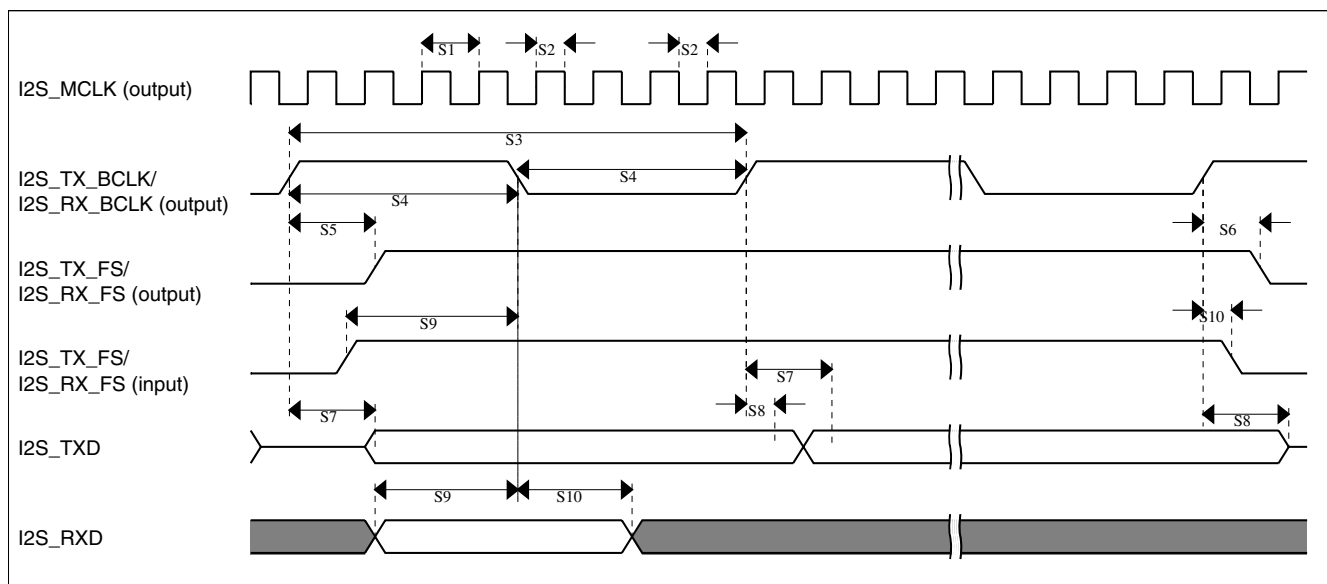 S1
S2
S2
I2S_MCLK (output)
S3
I2S_TX_BCLK/
I2S_RX_BCLK (output)
S4
S4
S5
S6
I2S_TX_FS/
I2S_RX_FS (output)
S9
S10
I2S_TX_FS/
I2S_RX_FS (input)
S7
S7
S8
S8
I2S_TXD
S9
S10
I2S_RXD